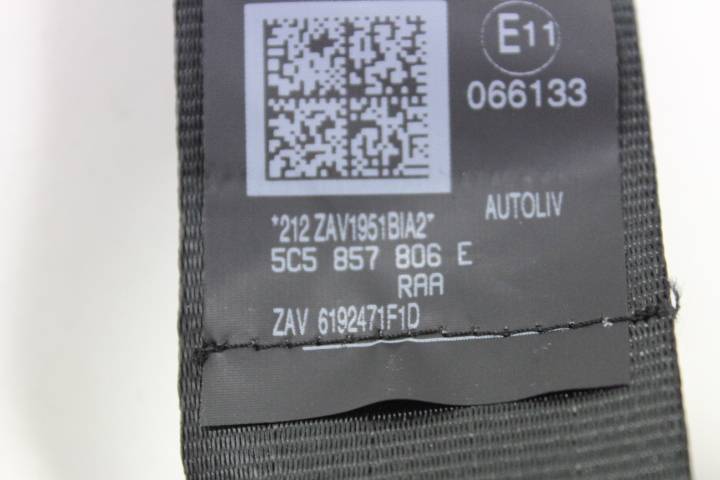 E11
066133
AUTOLIV
*212 ZAV1951BIA2*
5C5 857 806 E
RAA
ZAV 6192471F1D